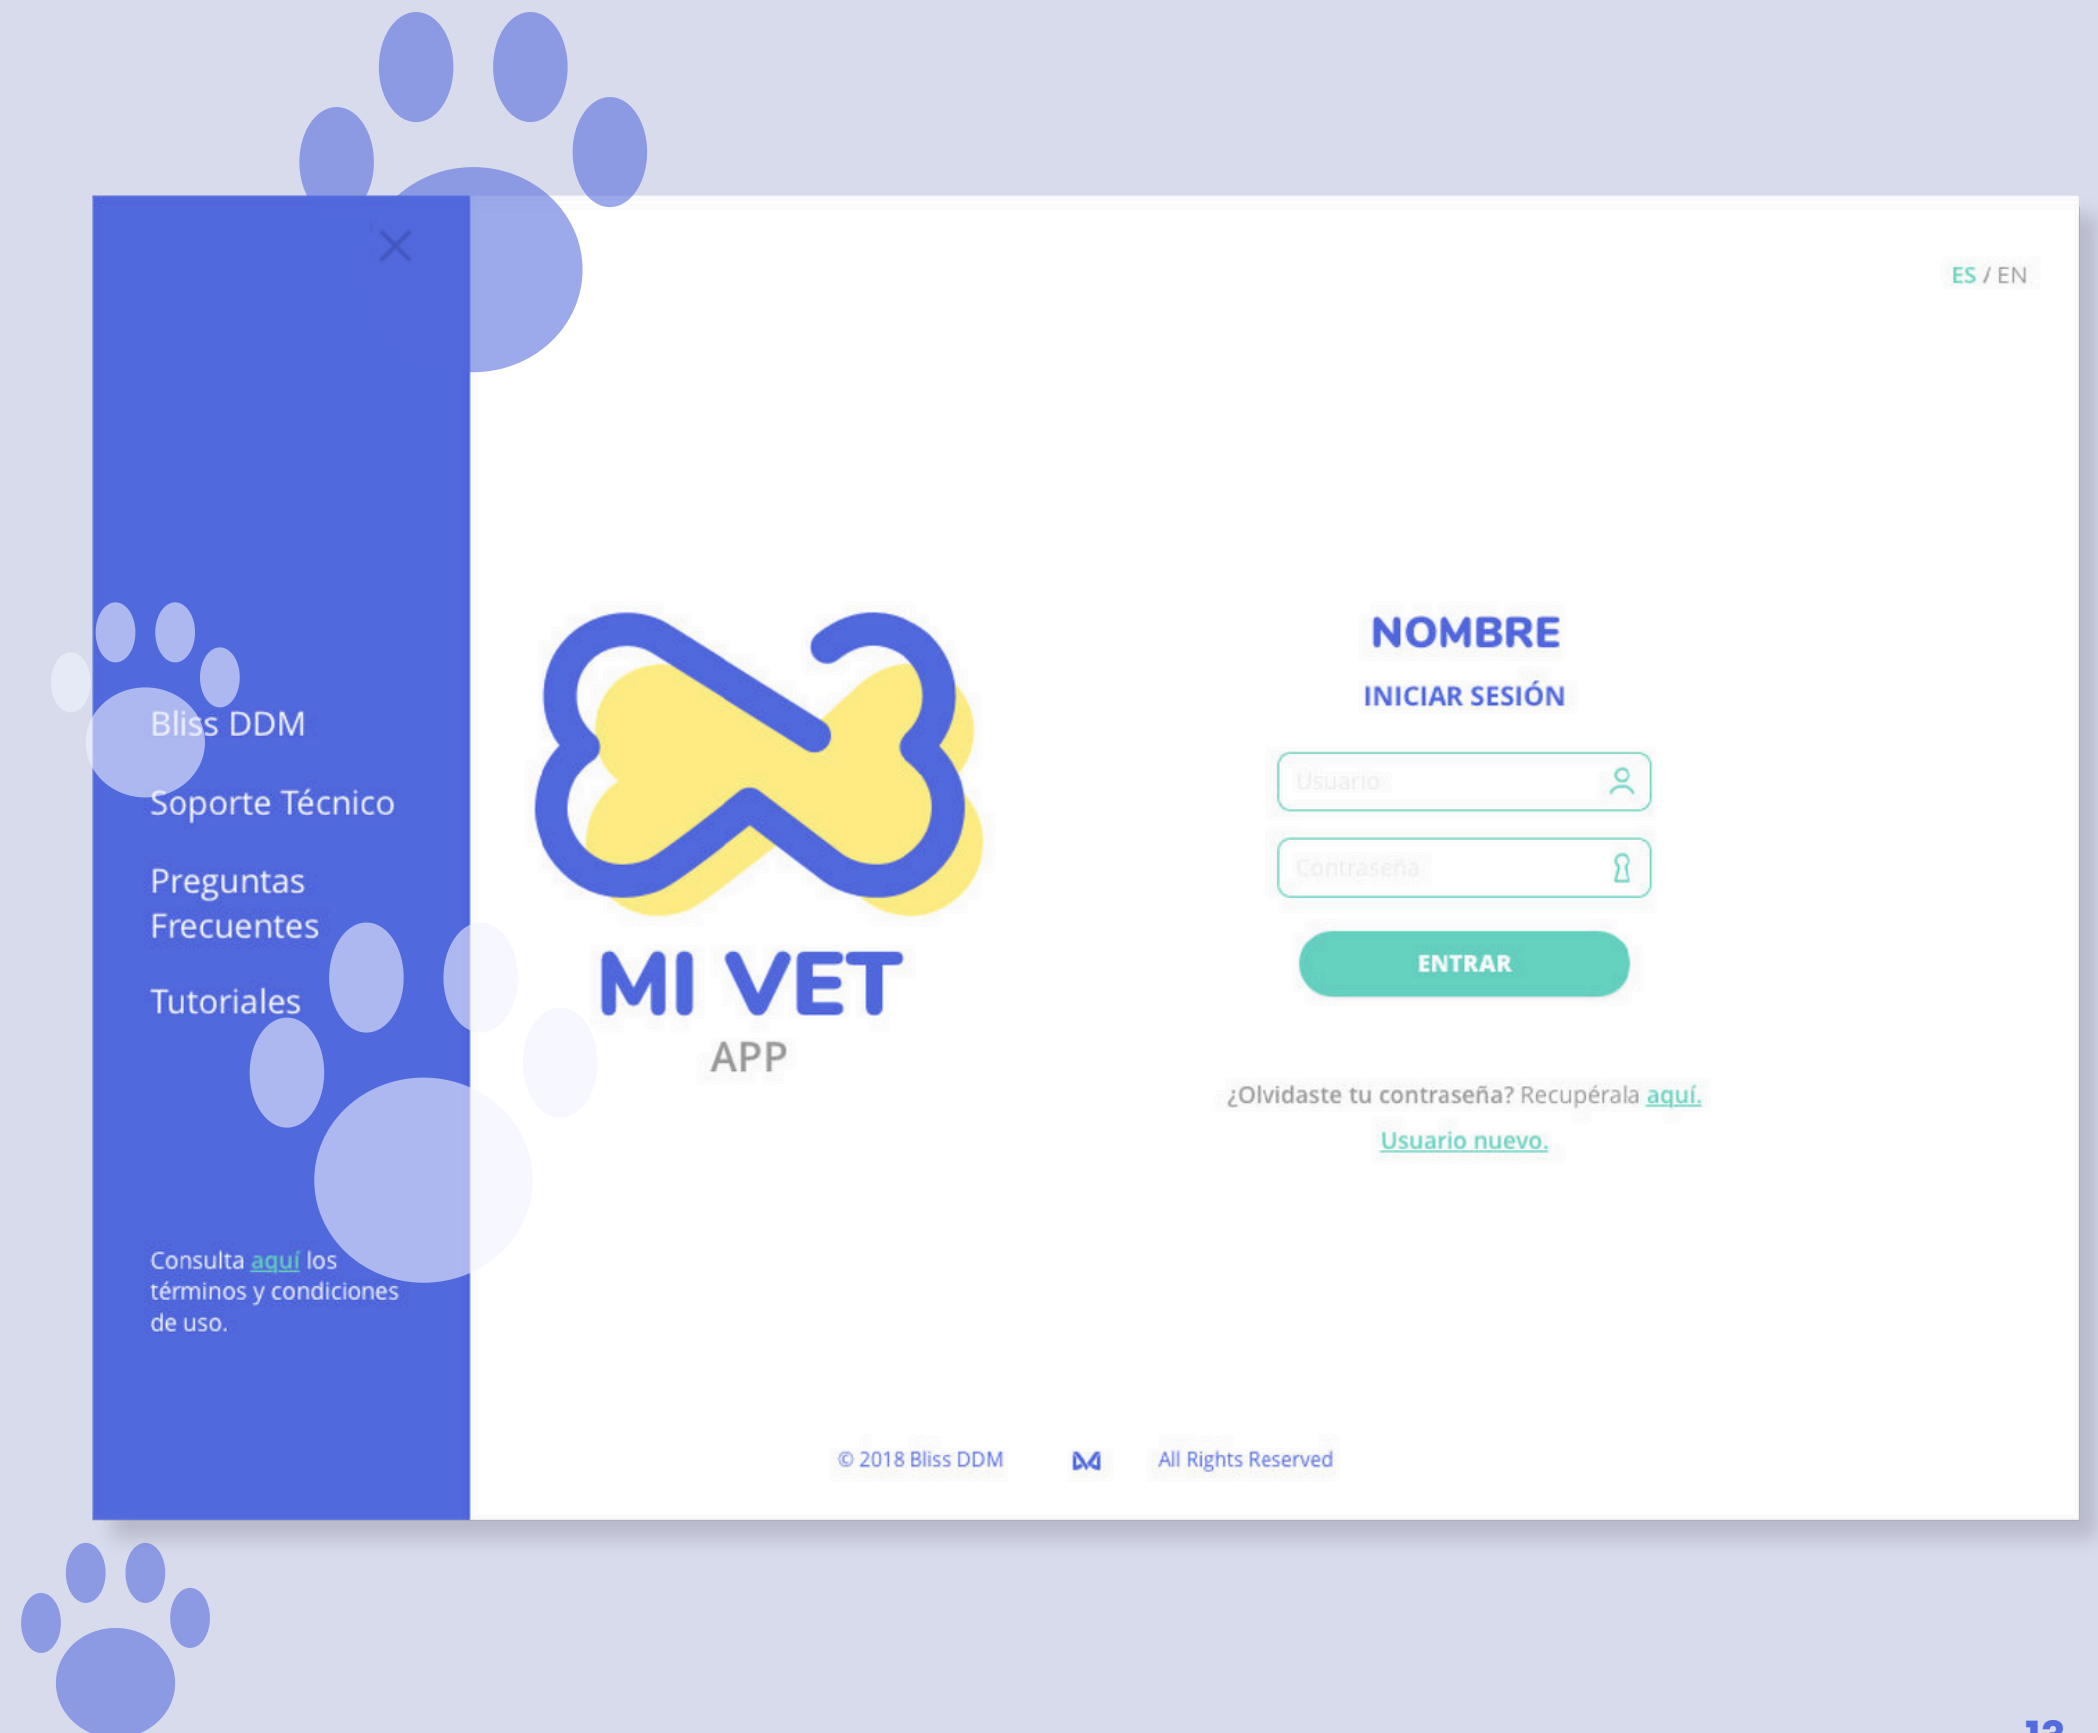 ES / EN
Bliss DDM
Soporte Técnico
Preguntas
Frecuentes
Tutoriales
Consulta aquí los
términos y condiciones
de uso.
MI VET
APP
NOMBRE
INICIAR SESIÓN
Usuario
Contraseña
ENTRAR
¿Olvidaste tu contraseña? Recupérala aquí.
Usuario nuevo.
© 2018 Bliss DDM All Rights Reserved